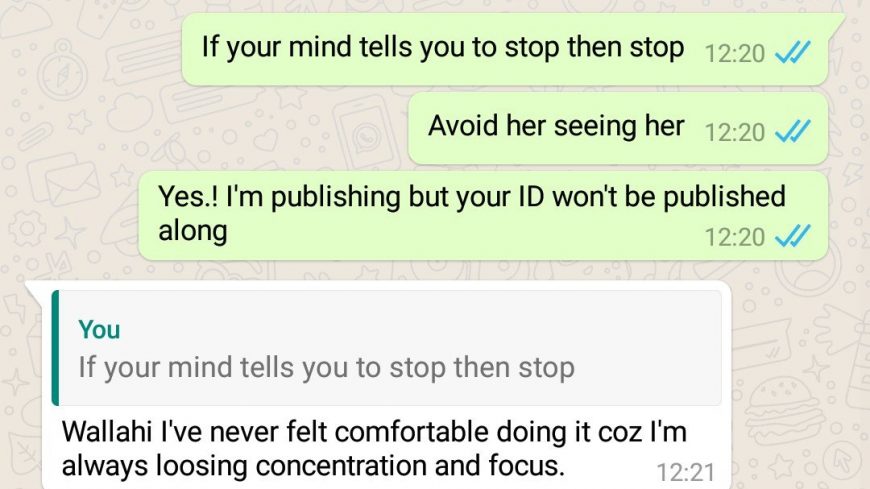 If your mind tells you to stop then stop 12:20
Avoid her seeing her 12:20
Yes.! I'm publishing but your ID won't be published
along 12:20
You
If your mind tells you to stop then stop
Wallahi I've never felt comfortable doing it coz I'm
always loosing concentration and focus. 12:21